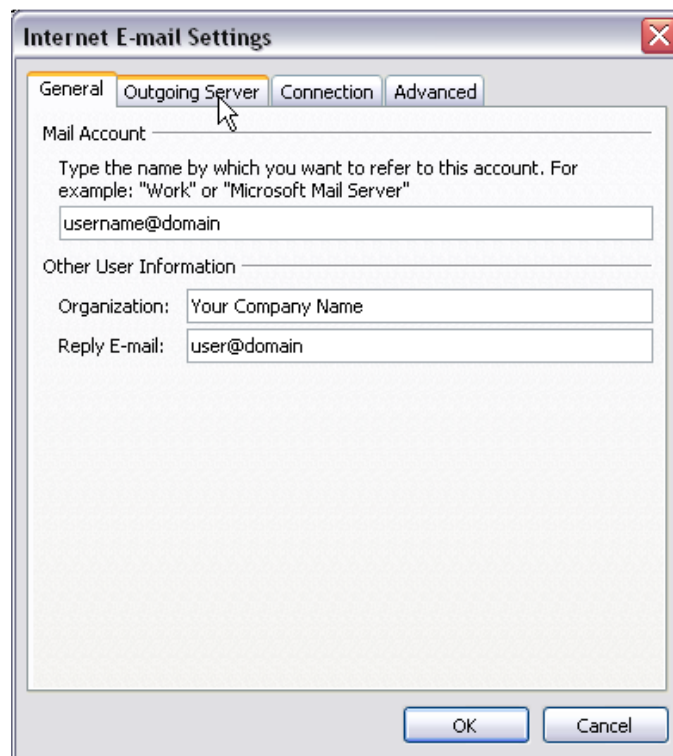 Internet E-mail Settings
General Outgoing Server Connection Advanced
Mail Account
Type the name by which you want to refer to this account. For
example: "Work" or "Microsoft Mail Server"
username@domain
Other User Information
Organization: Your Company Name
Reply E-mail: user@domain
OK Cancel